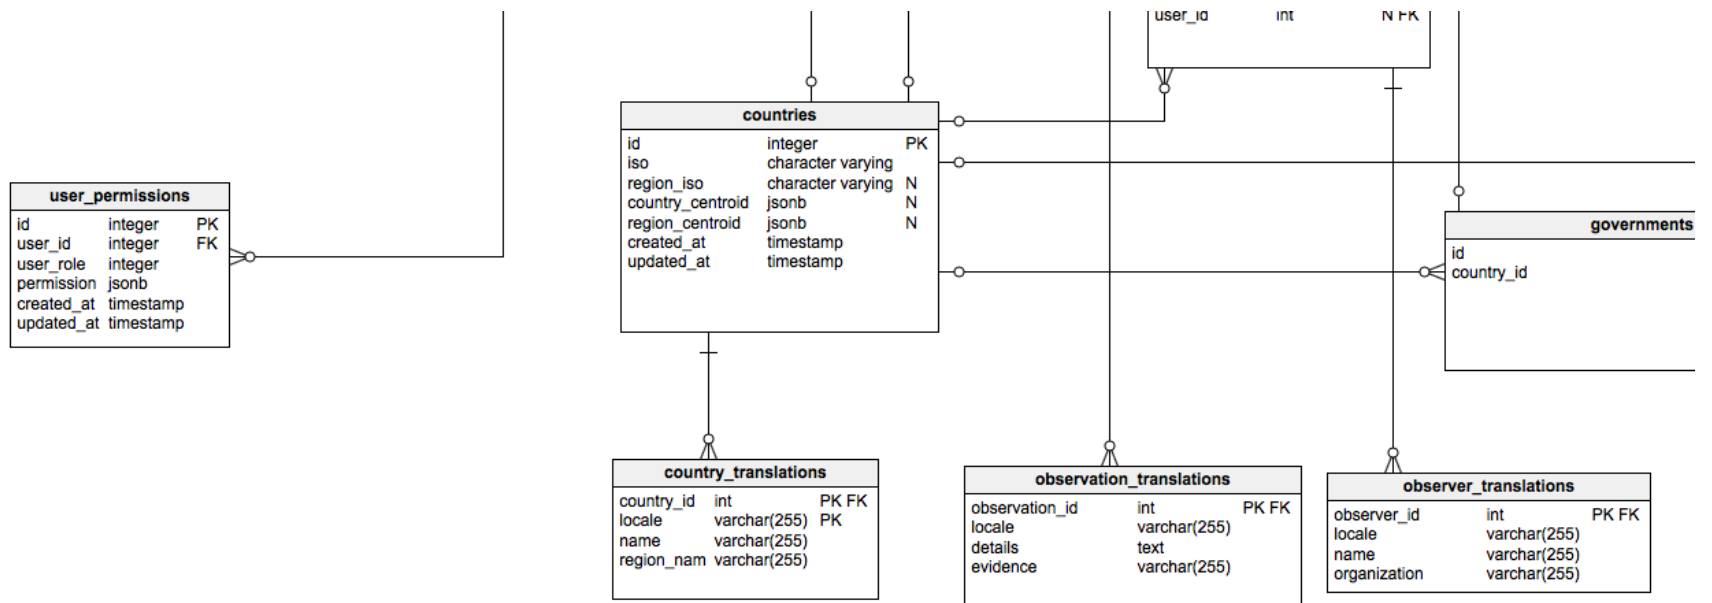 user_id int N FK
countries
id integer PK
iso character varying
region_iso character varying N
country_centroid jsonb N
region_centroid jsonb N
created_at timestamp
updated_at timestamp
user_permissions
id integer PK
user_id integer FK
user_role integer
permission jsonb
created_at timestamp
updated_at timestamp
governments
id
country_id
country_translations
country_id int PK FK
locale varchar(255) PK
name varchar(255)
region_nam varchar(255)
observation_translations
observation_id int PK FK
locale varchar(255)
details text
evidence varchar(255)
observer_translations
observer_id int PK FK
locale varchar(255)
name varchar(255)
organization varchar(255)